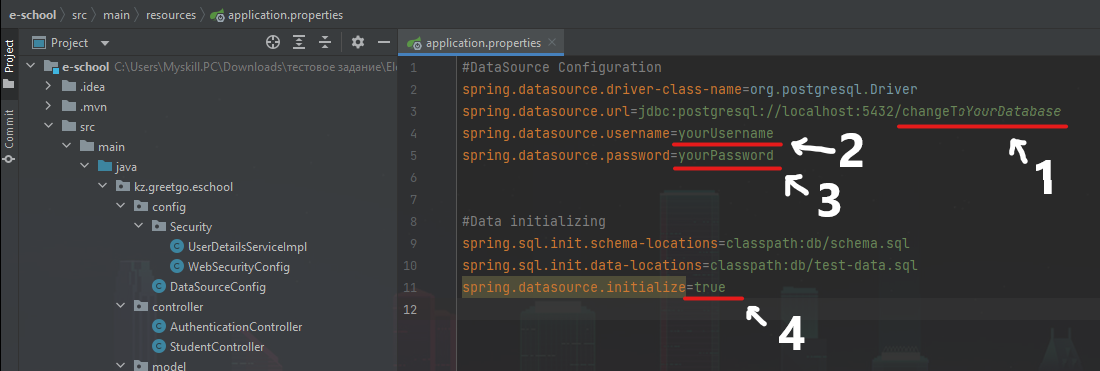 e-school 〉 src 〉 main 〉 resources 〉 application.properties
Project
application.properties
Project
Commit
e-school C:\Users\Myskill.PC\Downloads\тестовое задание\Ele
.idea
.mvn
src
main
java
kz.greetgo.eschool
config
Security
UserDetailsServiceImpl
WebSecurityConfig
DataSourceConfig
controller
AuthenticationController
StudentController
model
1 #DataSource Configuration
2 spring.datasource.driver-class-name=org.postgresql.Driver
3 spring.datasource.url=jdbc:postgresql://localhost:5432/changeToYourDatabase
4 spring.datasource.username=yourUsername
5 spring.datasource.password=yourPassword
6
7
8 #Data initializing
9 spring.sql.init.schema-locations=classpath:db/schema.sql
10 spring.sql.init.data-locations=classpath:db/test-data.sql
11 spring.datasource.initialize=true
12
1
2
3
4